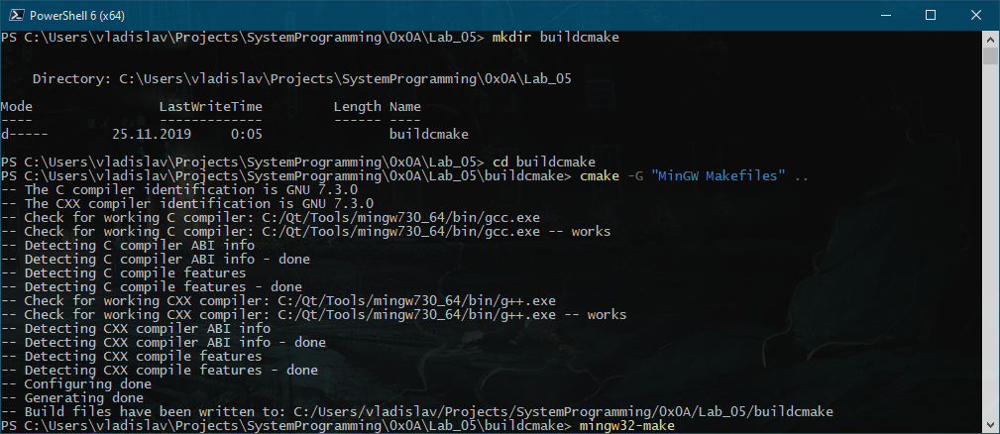 PowerShell 6 (x64)
PS C:\Users\vladislav\Projects\SystemProgramming\0x0A\Lab_05> mkdir buildcmake
Directory: C:\Users\vladislav\Projects\SystemProgramming\0x0A\Lab_05
Mode                LastWriteTime         Length Name
----                -------------         ------ ----
d-----        25.11.2019     0:05                buildcmake
PS C:\Users\vladislav\Projects\SystemProgramming\0x0A\Lab_05> cd buildcmake
PS C:\Users\vladislav\Projects\SystemProgramming\0x0A\Lab_05\buildcmake> cmake -G "MinGW Makefiles" ..
-- The C compiler identification is GNU 7.3.0
-- The CXX compiler identification is GNU 7.3.0
-- Check for working C compiler: C:/Qt/Tools/mingw730_64/bin/gcc.exe
-- Check for working C compiler: C:/Qt/Tools/mingw730_64/bin/gcc.exe -- works
-- Detecting C compiler ABI info
-- Detecting C compiler ABI info - done
-- Detecting C compile features
-- Detecting C compile features - done
-- Check for working CXX compiler: C:/Qt/Tools/mingw730_64/bin/g++.exe
-- Check for working CXX compiler: C:/Qt/Tools/mingw730_64/bin/g++.exe -- works
-- Detecting CXX compiler ABI info
-- Detecting CXX compiler ABI info - done
-- Detecting CXX compile features
-- Detecting CXX compile features - done
-- Configuring done
-- Generating done
-- Build files have been written to: C:/Users/vladislav/Projects/SystemProgramming/0x0A/Lab_05/buildcmake
PS C:\Users\vladislav\Projects\SystemProgramming\0x0A\Lab_05\buildcmake> mingw32-make